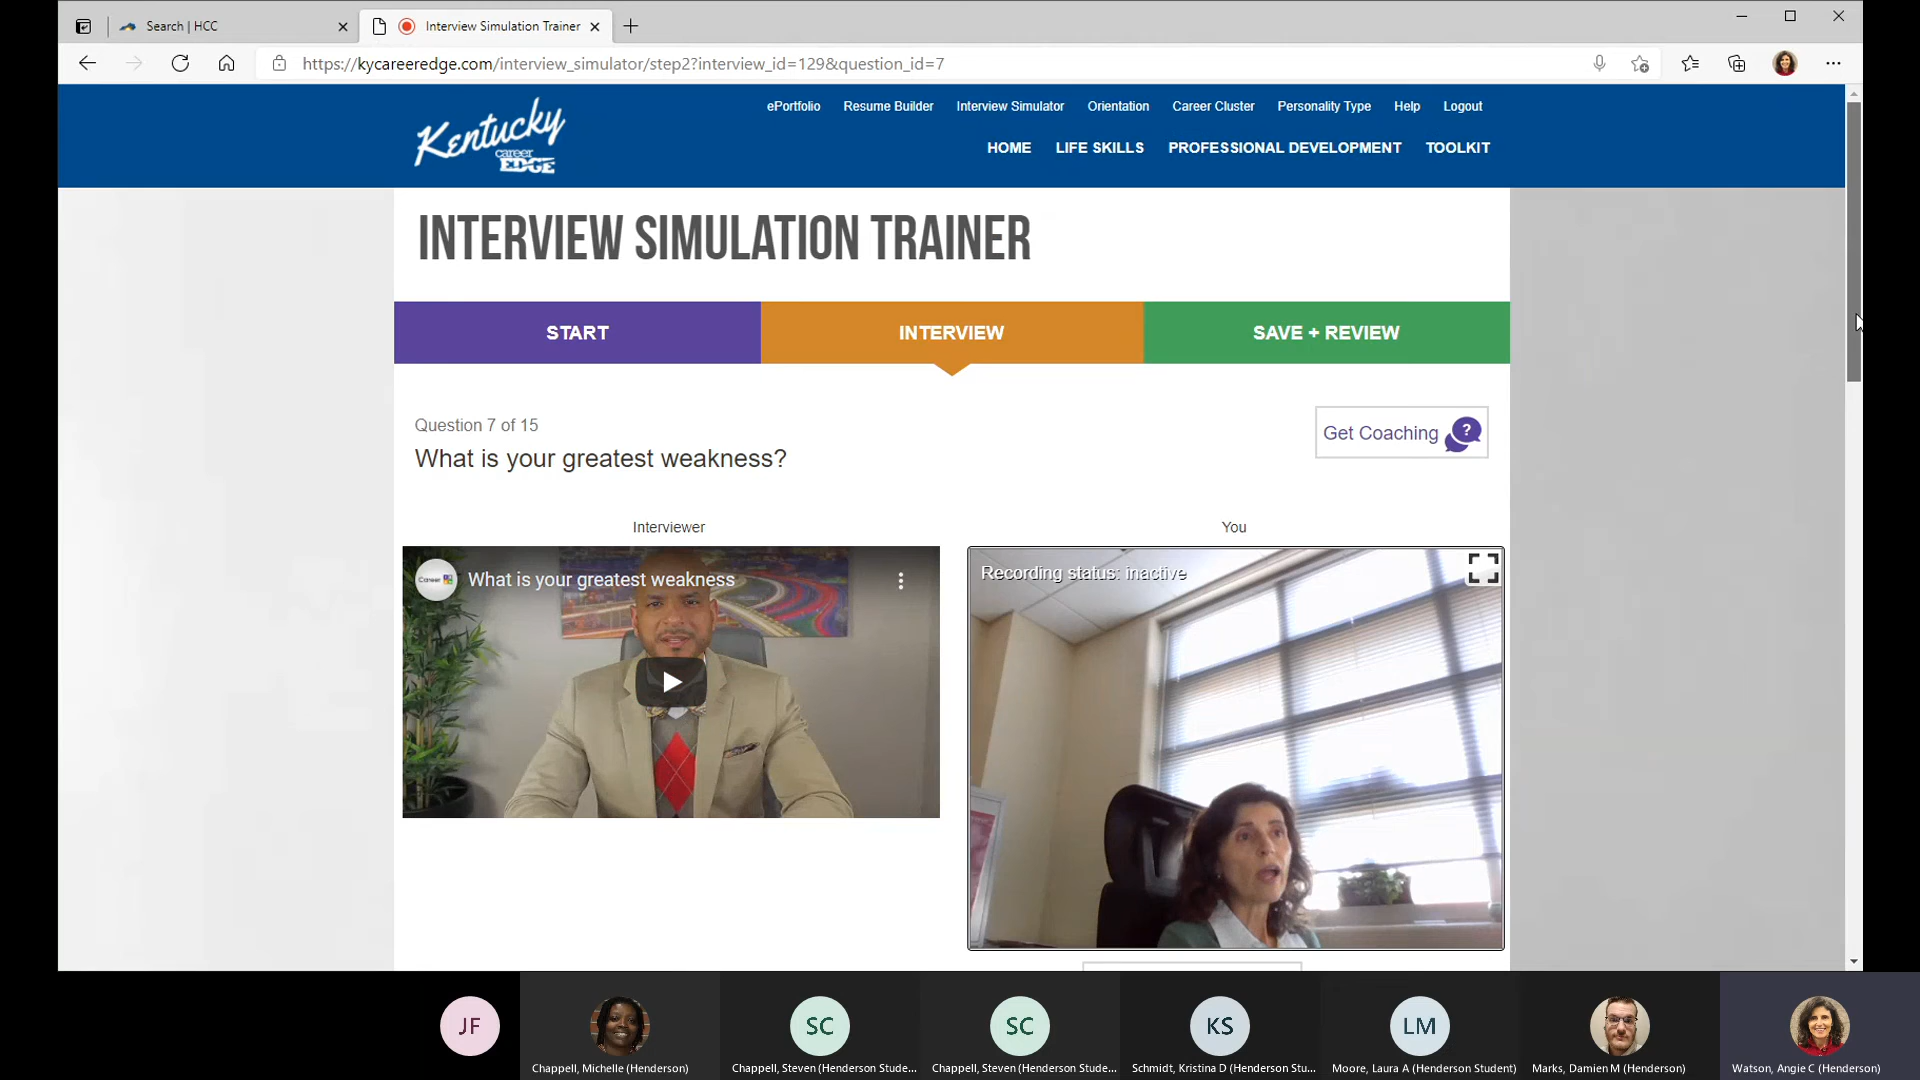 Search | HCC
Interview Simulation Trainer
https://kycareeredge.com/interview_simulator/step2?interview_id=129&question_id=7
Kentucky
career
EDGE
ePortfolio Resume Builder Interview Simulator Orientation Career Cluster Personality Type Help Logout
HOME LIFE SKILLS PROFESSIONAL DEVELOPMENT TOOLKIT
INTERVIEW SIMULATION TRAINER
START INTERVIEW SAVE + REVIEW
Question 7 of 15
What is your greatest weakness?
Get Coaching ?
Interviewer You
Career
What is your greatest weakness
Recording status: inactive
JF SC SC KS LM
Chappell, Michelle (Henderson) Chappell, Steven (Henderson Stude... Chappell, Steven (Henderson Stude... Schmidt, Kristina D (Henderson Stu... Moore, Laura A (Henderson Student) Marks, Damien M (Henderson) Watson, Angie C (Henderson)